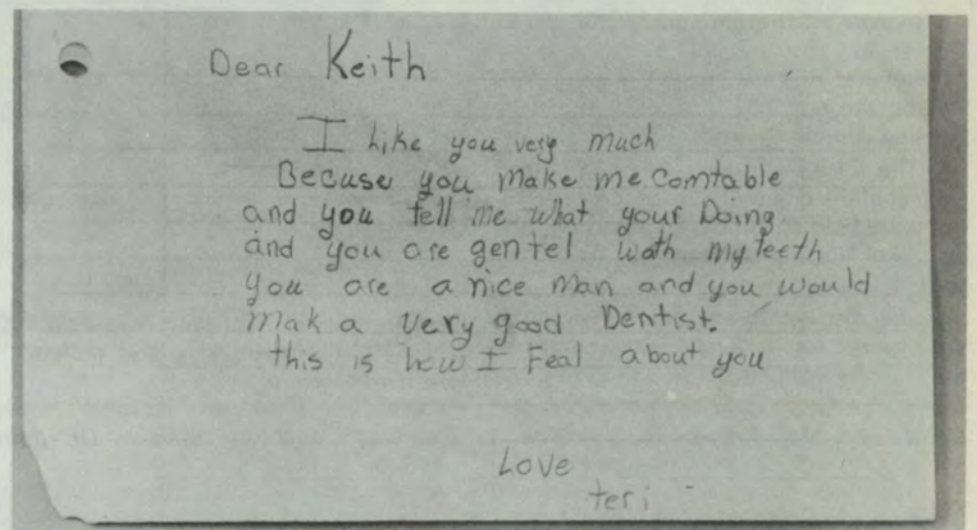 Dear Keith
I like you very much
Becuse you make me Comtable
and you tell me what your Doing
and you are gentel wath my teeth
you are a nice man and you would
Mak a very good Dentist.
this is how I Feal about you
Love
teri